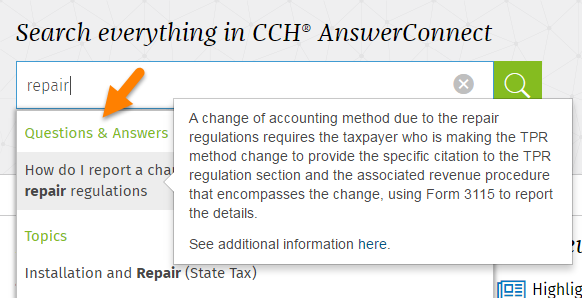 Search everything in CCH® AnswerConnect
repair
Questions & Answers
How do I report a cha
repair regulations
A change of accounting method due to the repair
regulations requires the taxpayer who is making the TPR
method change to provide the specific citation to the TPR
regulation section and the associated revenue procedure
that encompasses the change, using Form 3115 to report
the details.
See additional information here.
Topics
Installation and Repair (State Tax)
Highlig